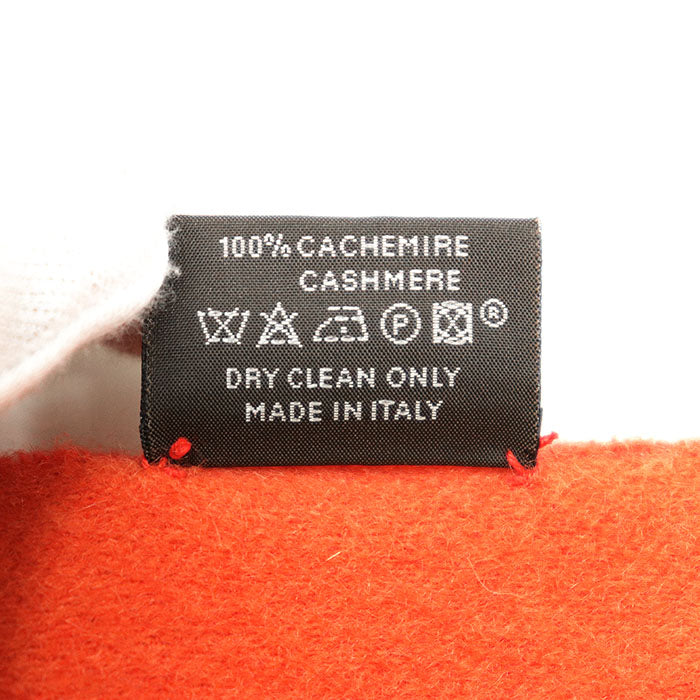 100% CACHEMIRE
CASHMERE
P ®
DRY CLEAN ONLY
MADE IN ITALY